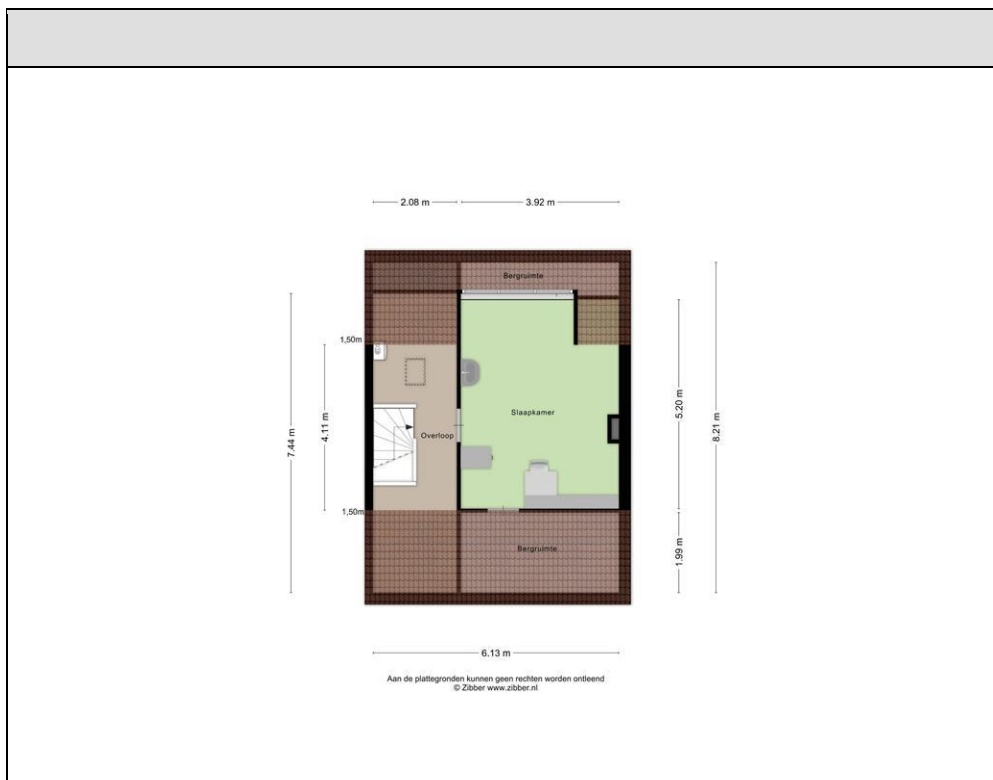 2.08 m
3.92 m
Bergruimte
1,50m
Slaapkamer
Overloop
7.44 m
4.11 m
5.20 m
8.21 m
1,50m
Bergruimte
1.99 m
6.13 m
Aan de plattegronden kunnen geen rechten worden ontleend
© Zibber www.zibber.nl